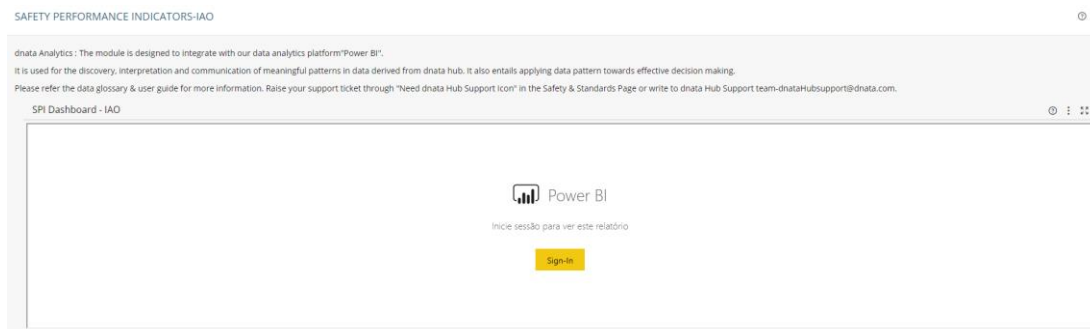 SAFETY PERFORMANCE INDICATORS-IAO
dnata Analytics : The module is designed to integrate with our data analytics platform"Power BI".
It is used for the discovery, interpretation and communication of meaningful patterns in data derived from dnata hub. It also entails applying data pattern towards effective decision making.
Please refer the data glossary & user guide for more information. Raise your support ticket through "Need dnata Hub Support Icon" in the Safety & Standards Page or write to dnata Hub Support team-dnataHubsupport@dnata.com.
SPI Dashboard - IAO
Power BI
Inicie sessão para ver este relatório
Sign-In